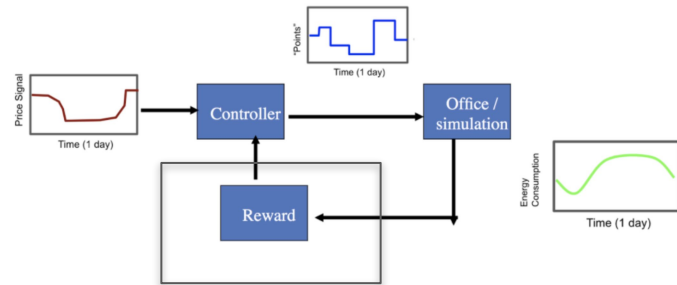 "Points"
Time (1 day)
Price Signal
Time (1 day)
Controller
Office /
simulation
Energy
Consumption
Time (1 day)
Reward